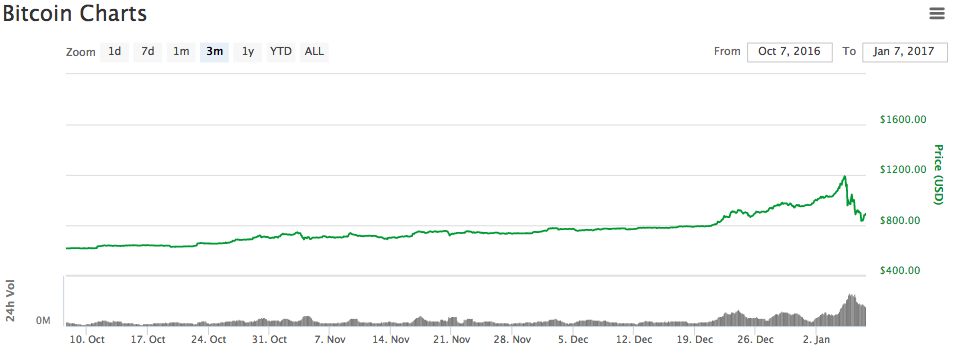 Bitcoin Charts
Zoom 1d 7d 1m 3m 1y YTD ALL From Oct 7, 2016 To Jan 7, 2017
$1600.00
$1200.00
$800.00
$400.00
Price (USD)
24h Vol
0M
10. Oct 17. Oct 24. Oct 31. Oct 7. Nov 14. Nov 21. Nov 28. Nov 5. Dec 12. Dec 19. Dec 26. Dec 2. Jan